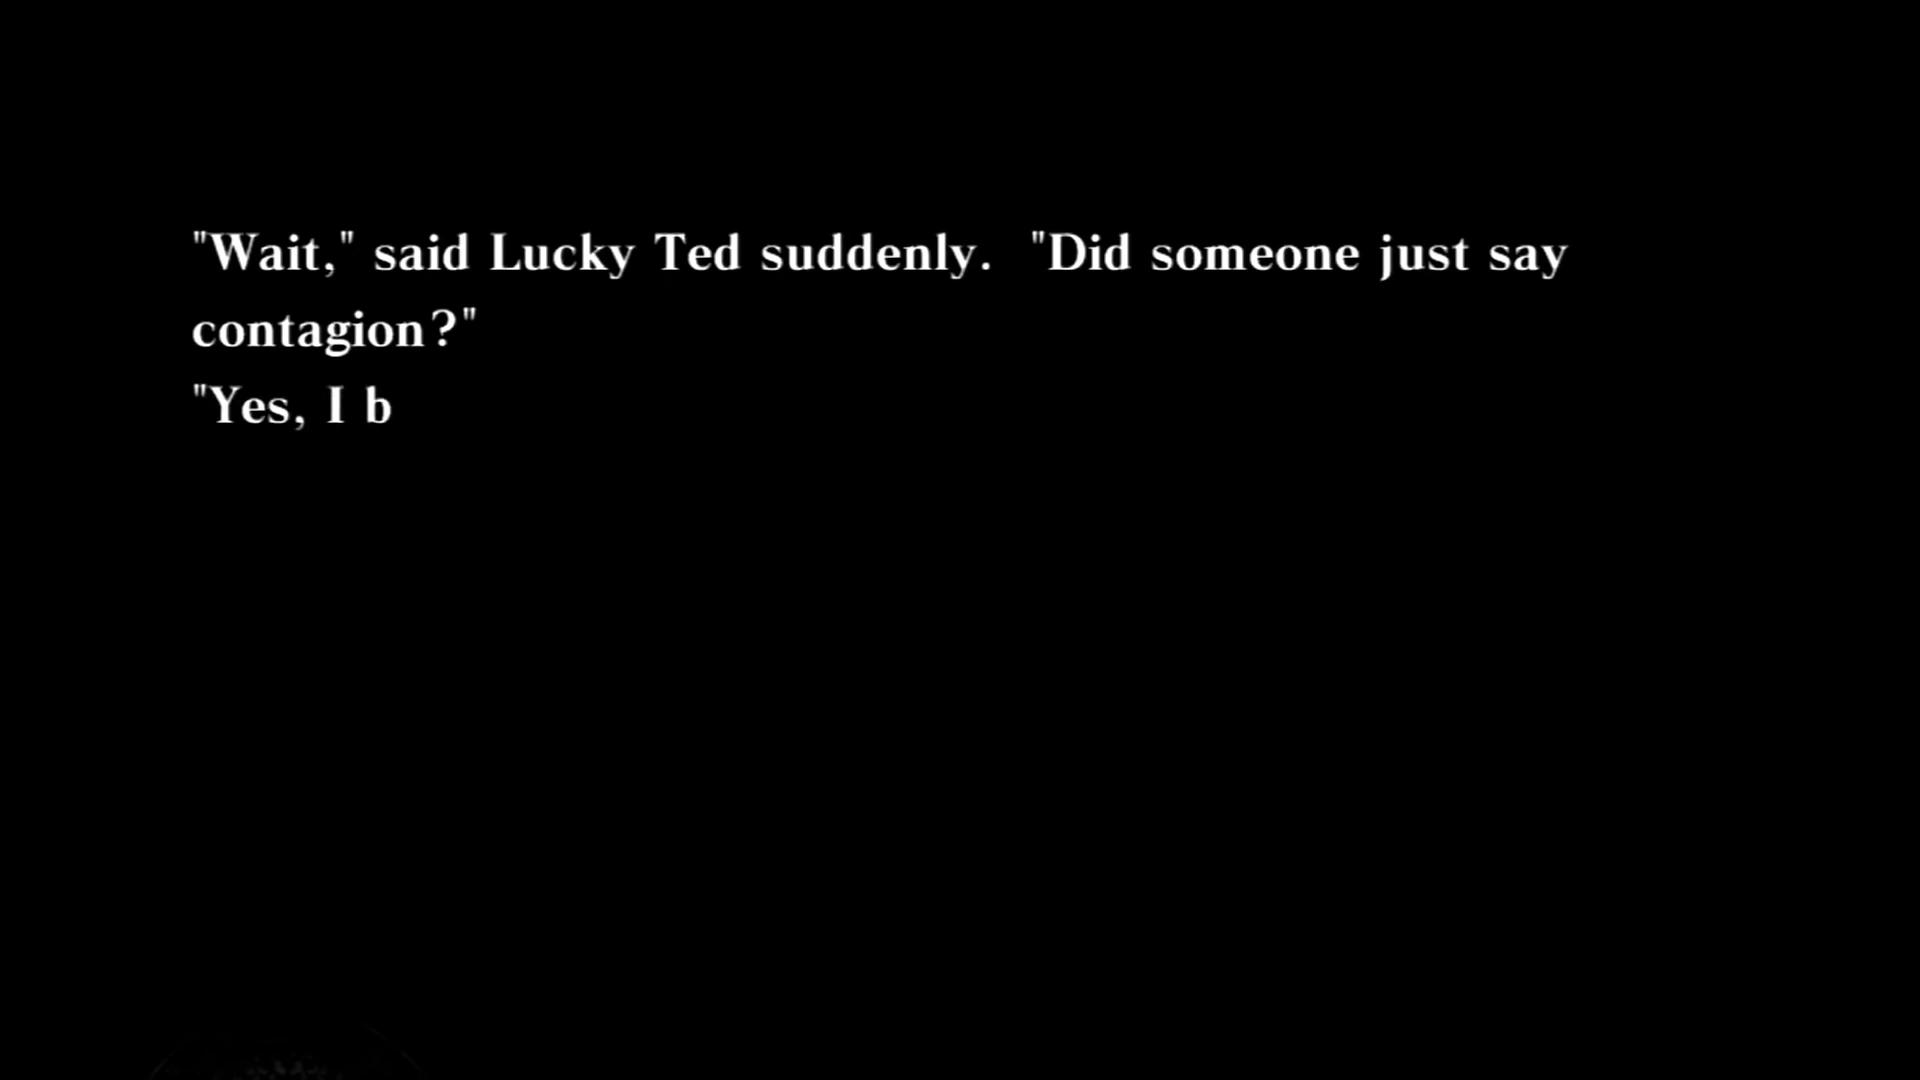 "Wait," said Lucky Ted suddenly.  "Did someone just say
contagion?"
"Yes, I b